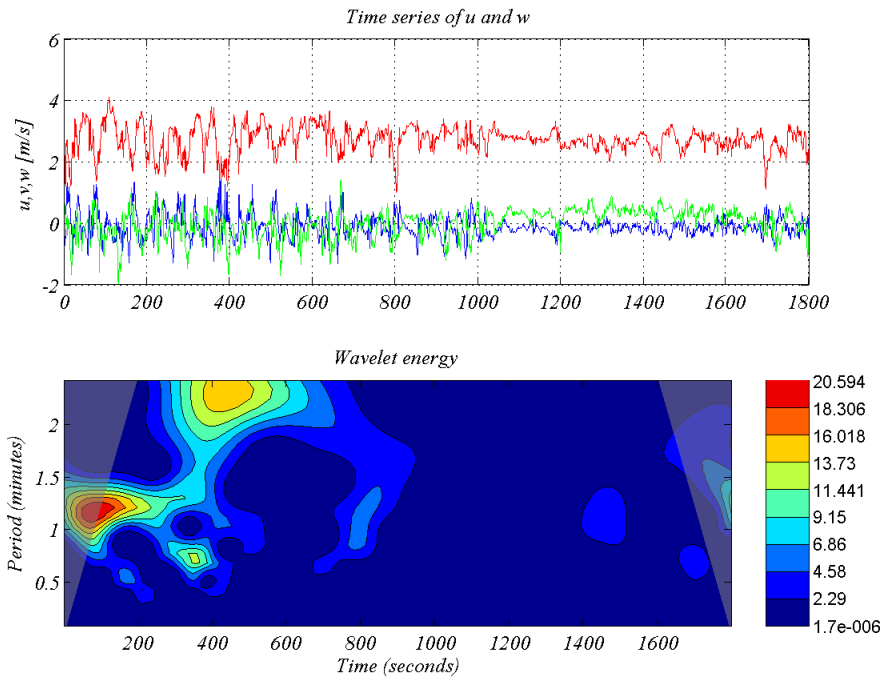 Time series of u and w
u,v,w [m/s]
6
4
2
0
-2
0 200 400 600 800 1000 1200 1400 1600 1800
Wavelet energy
Period (minutes)
2
1.5
1
0.5
200 400 600 800 1000 1200 1400 1600
Time (seconds)
20.594
18.306
16.018
13.73
11.441
9.15
6.86
4.58
2.29
1.7e-006